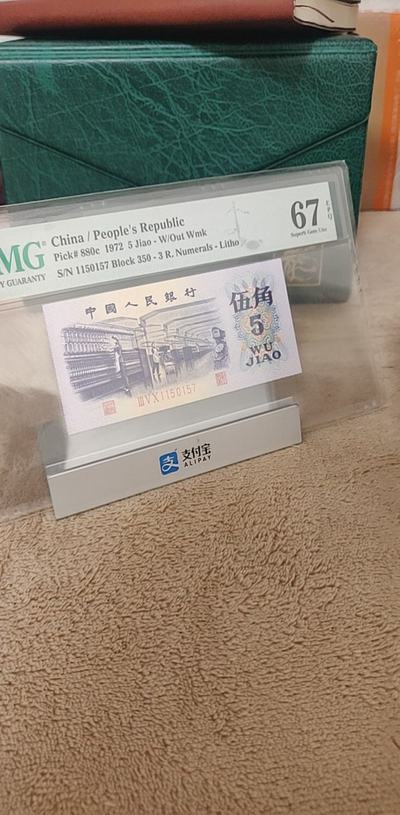 MG
Y GUARANTY
China / People's Republic
Pick# 880c 1972 5 Jiao - W/Out Wmk
S/N 1150157 Block 350 - 3 R. Numerals - Litho
67 EPQ
Superb Gem Unc
中國人民銀行
伍角
5
WU
JIAO
ⅢⅤⅩ1150157
支 支付宝
ALIPAY